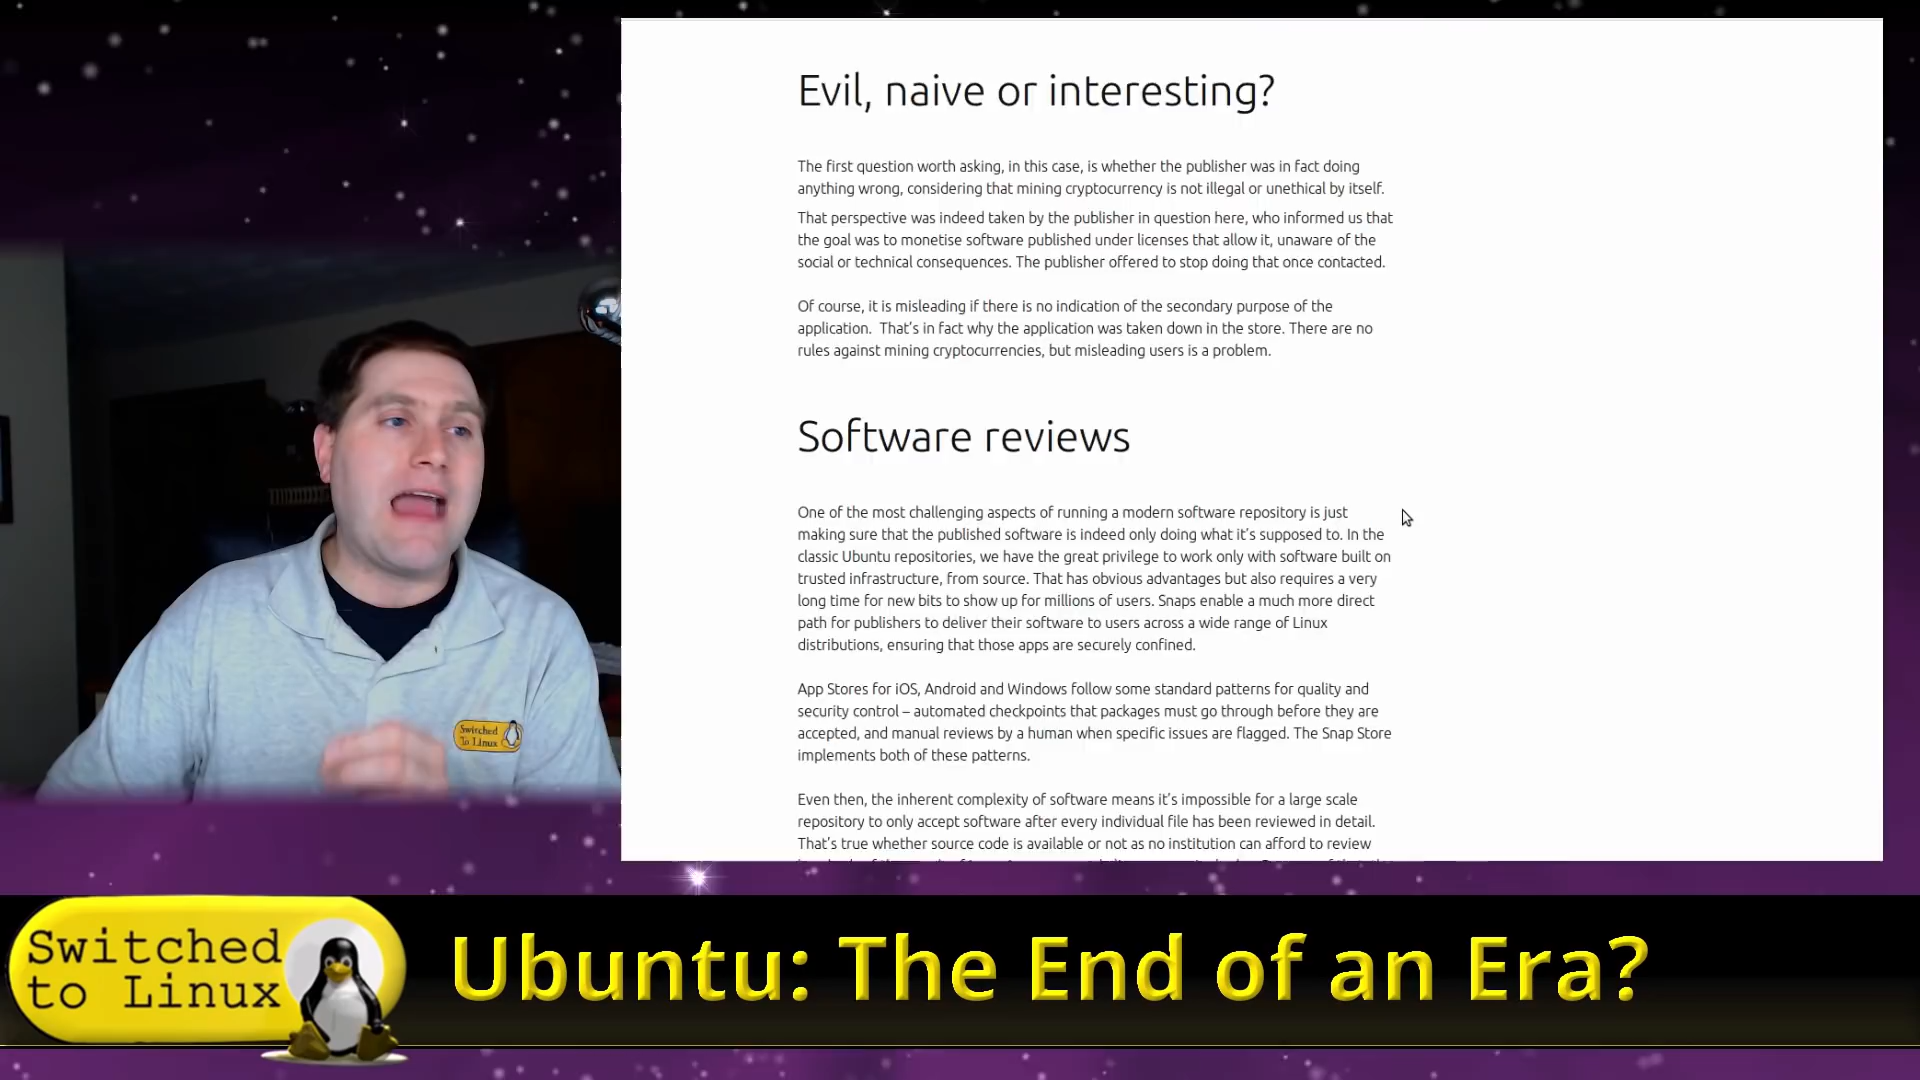 Evil, naive or interesting?
The first question worth asking, in this case, is whether the publisher was in fact doing
anything wrong, considering that mining cryptocurrency is not illegal or unethical by itself.
That perspective was indeed taken by the publisher in question here, who informed us that
the goal was to monetise software published under licenses that allow it, unaware of the
social or technical consequences. The publisher offered to stop doing that once contacted.
Of course, it is misleading if there is no indication of the secondary purpose of the
application.  That’s in fact why the application was taken down in the store. There are no
rules against mining cryptocurrencies, but misleading users is a problem.
Software reviews
One of the most challenging aspects of running a modern software repository is just
making sure that the published software is indeed only doing what it’s supposed to. In the
classic Ubuntu repositories, we have the great privilege to work only with software built on
trusted infrastructure, from source. That has obvious advantages but also requires a very
long time for new bits to show up for millions of users. Snaps enable a much more direct
path for publishers to deliver their software to users across a wide range of Linux
distributions, ensuring that those apps are securely confined.
App Stores for iOS, Android and Windows follow some standard patterns for quality and
security control – automated checkpoints that packages must go through before they are
accepted, and manual reviews by a human when specific issues are flagged. The Snap Store
implements both of these patterns.
Even then, the inherent complexity of software means it’s impossible for a large scale
repository to only accept software after every individual file has been reviewed in detail.
That’s true whether source code is available or not as no institution can afford to review
Switched
To Linux
Switched
to Linux
Ubuntu: The End of an Era?